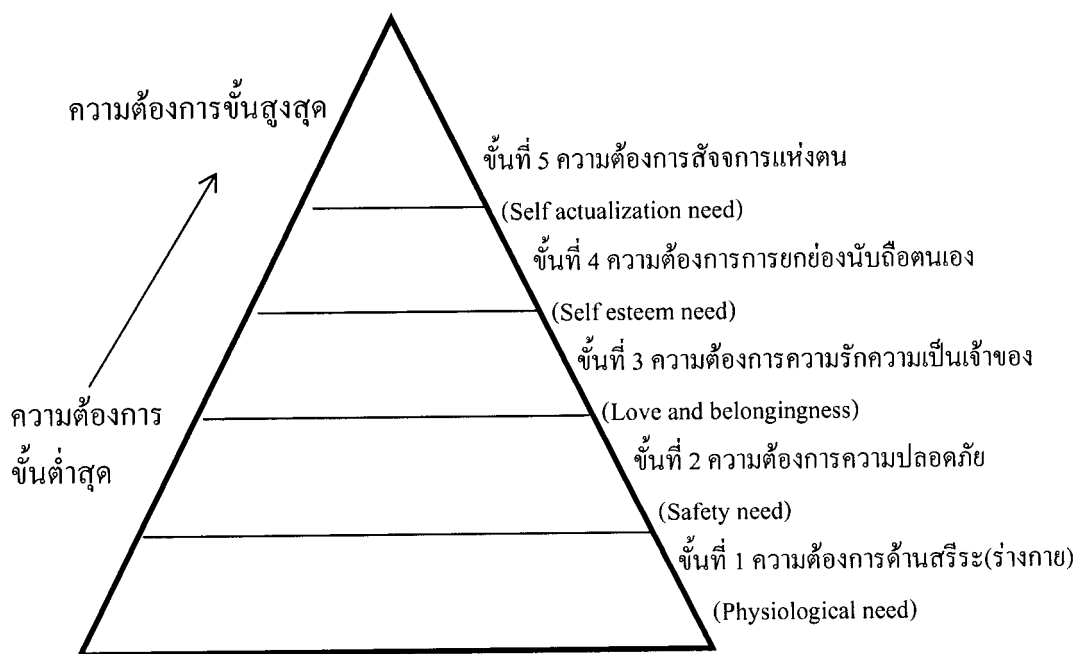 ความต้องการขั้นสูงสุด
ขั้นที่ 5 ความต้องการสัจจการแห่งตน
(Self actualization need)
ขั้นที่ 4 ความต้องการการยกย่องนับถือตนเอง
(Self esteem need)
ขั้นที่ 3 ความต้องการความรักความเป็นเจ้าของ
(Love and belongingness)
ความต้องการ
ขั้นต่ำสุด
ขั้นที่ 2 ความต้องการความปลอดภัย
(Safety need)
ขั้นที่ 1 ความต้องการด้านสรีระ(ร่างกาย)
(Physiological need)